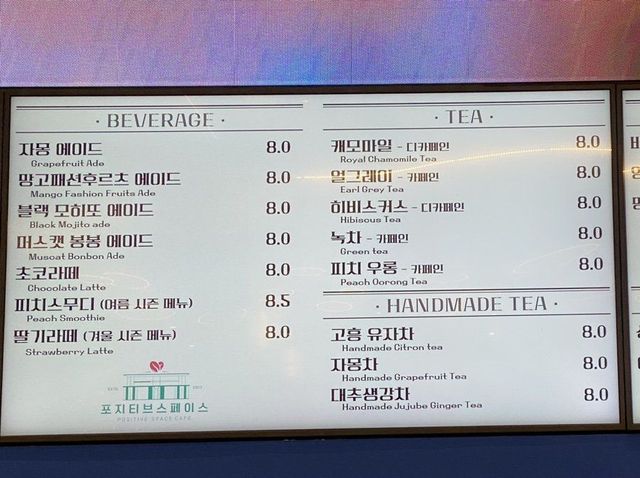 · BEVERAGE ·
자몽 에이드 8.0
Grapefruit Ade
망고패션후르츠 에이드 8.0
Mango Fashion Fruits Ade
블랙 모히또 에이드 8.0
Black Mojito ade
머스캣 봉봉 에이드 8.0
Muscat Bonbon Ade
초코라떼 8.0
Chocolate Latte
피치스무디 (여름 시즌 메뉴) 8.5
Peach Smoothie
딸기라떼 (겨울 시즌 메뉴) 8.0
Strawberry Latte
포지티브스페이스
POSITIVE SPACE CAFE
· TEA ·
캐모마일 - 디카페인 8.0
Royal Chamomile Tea
얼그레이 - 카페인 8.0
Earl Grey Tea
히비스커스 - 디카페인 8.0
Hibisous Tea
녹차 - 카페인 8.0
Green tea
피치 우롱 - 카페인 8.0
Peach Oorong Tea
· HANDMADE TEA ·
고흥 유자차 8.0
Handmade Citron tea
자몽차 8.0
Handmade Grapefruit Tea
대추생강차 8.0
Handmade Jujube Ginger Tea